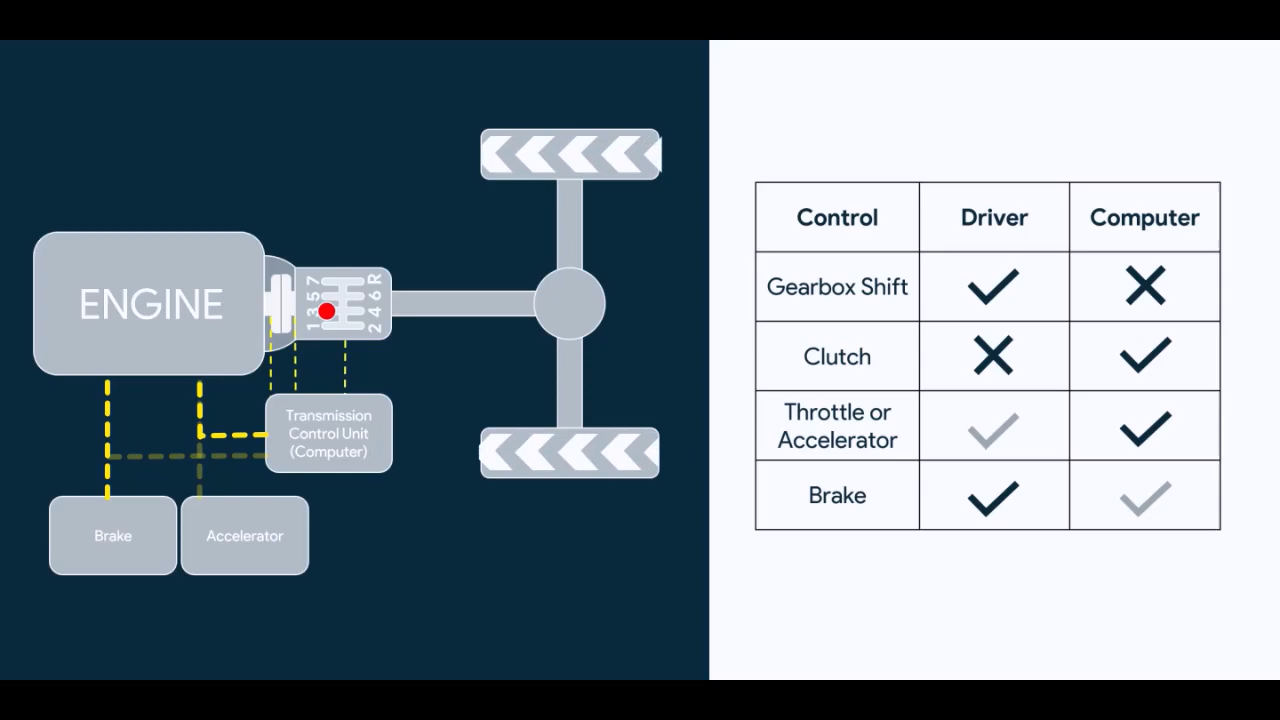 ENGINE
1 3 5 7
2 4 6 R
Transmission
Control Unit
(Computer)
Brake
Accelerator
Control Driver Computer
Gearbox Shift
Clutch
Throttle or
Accelerator
Brake